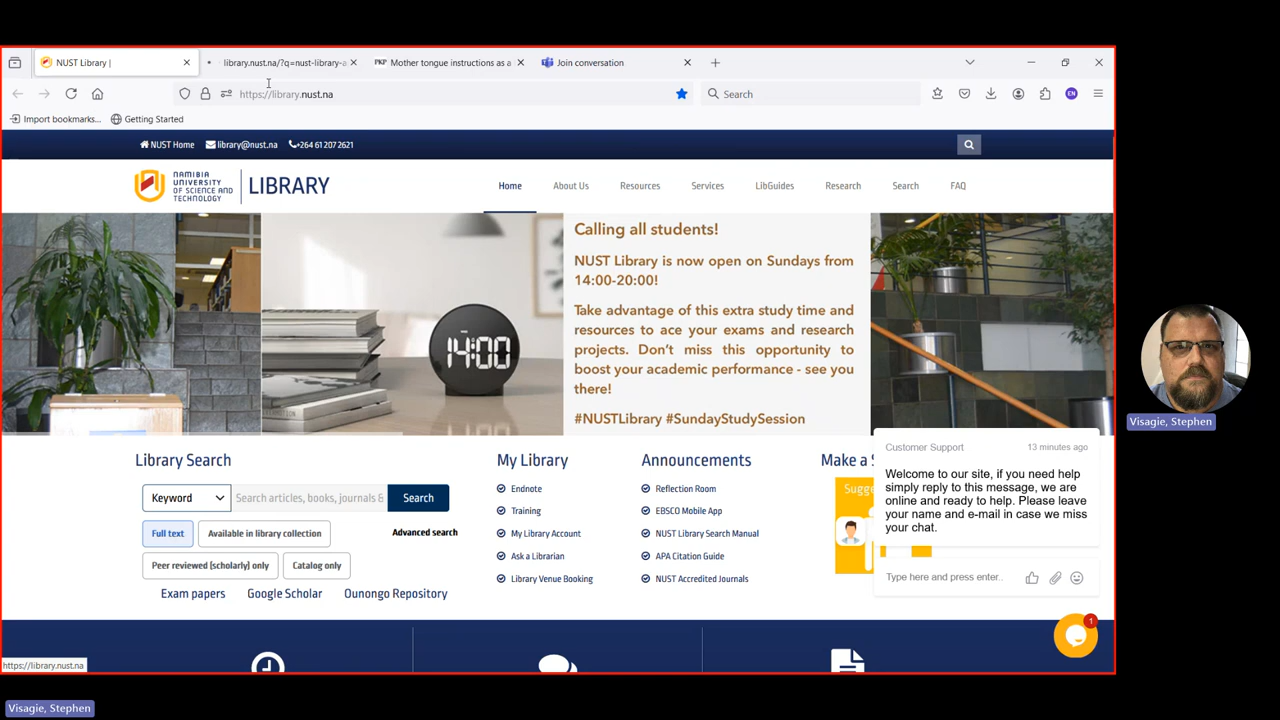 NUST Library |
library.nust.na/?q=nust-library-a
PKP Mother tongue instructions as a
Join conversation
https://library.nust.na
Search
Import bookmarks...
Getting Started
EN
NUST Home
library@nust.na
+264 61 207 2621
NAMIBIA
UNIVERSITY
OF SCIENCE AND
TECHNOLOGY
LIBRARY
Home
About Us
Resources
Services
LibGuides
Research
Search
FAQ
14:00
Calling all students!
NUST Library is now open on Sundays from
14:00-20:00!
Take advantage of this extra study time and
resources to ace your exams and research
projects. Don't miss this opportunity to
boost your academic performance - see you
there!
#NUSTLibrary #SundayStudySession
Library Search
Keyword
Search articles, books, journals &
Search
Full text
Available in library collection
Advanced search
Peer reviewed (scholarly) only
Catalog only
Exam papers
Google Scholar
Ounongo Repository
My Library
Endnote
Training
My Library Account
Ask a Librarian
Library Venue Booking
Announcements
Reflection Room
EBSCO Mobile App
NUST Library Search Manual
APA Citation Guide
NUST Accredited Journals
Make a S
Sugge
Customer Support
13 minutes ago
Welcome to our site, if you need help
simply reply to this message, we are
online and ready to help. Please leave
your name and e-mail in case we miss
your chat.
Type here and press enter..
1
https://library.nust.na
Visagie, Stephen
Visagie, Stephen